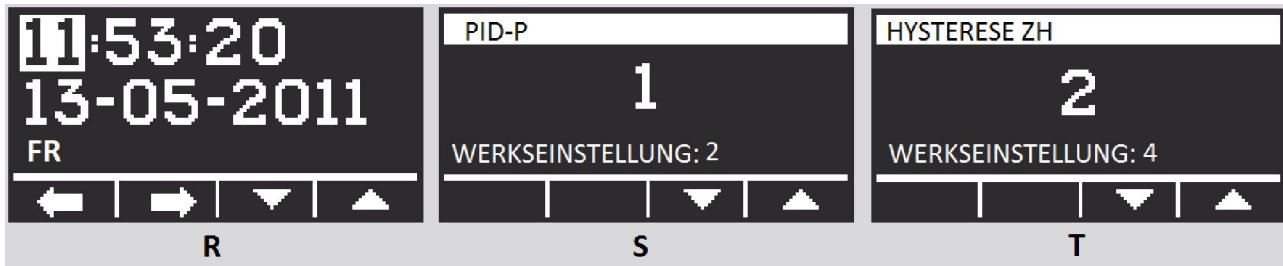 11:53:20
13-05-2011
FR
R
PID-P
1
WERKSEINSTELLUNG: 2
S
HYSTERESE ZH
2
WERKSEINSTELLUNG: 4
T